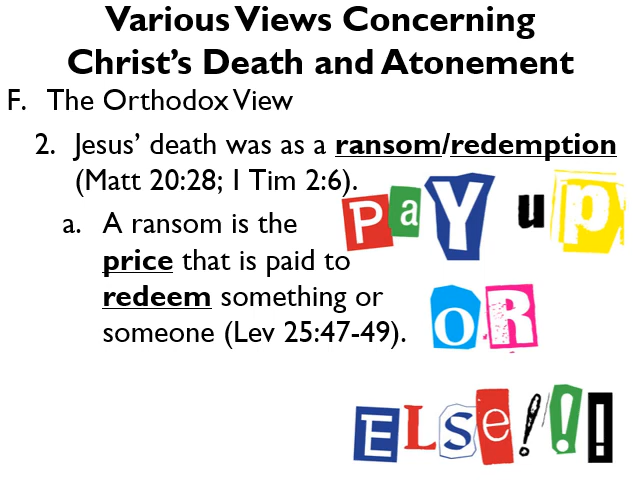 Various Views Concerning
Christ's Death and Atonement
F. The Orthodox View
2. Jesus' death was as a ransom/redemption
(Matt 20:28; I Tim 2:6).
a. A ransom is the
price that is paid to
redeem something or
someone (Lev 25:47-49).
PaY up
OR
ELSe!!!